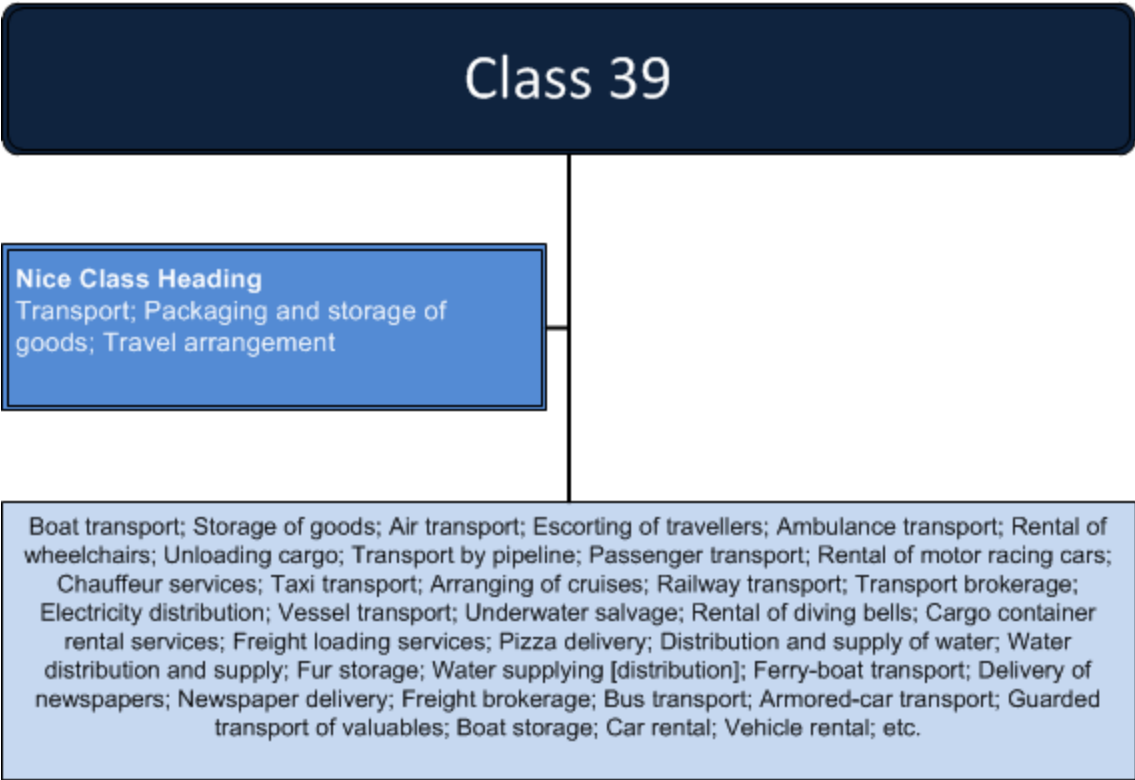 Class 39
Nice Class Heading
Transport; Packaging and storage of
goods; Travel arrangement
Boat transport; Storage of goods; Air transport; Escorting of travellers; Ambulance transport; Rental of
wheelchairs; Unloading cargo; Transport by pipeline; Passenger transport; Rental of motor racing cars;
Chauffeur services; Taxi transport; Arranging of cruises; Railway transport; Transport brokerage;
Electricity distribution; Vessel transport; Underwater salvage; Rental of diving bells; Cargo container
rental services; Freight loading services; Pizza delivery; Distribution and supply of water; Water
distribution and supply; Fur storage; Water supplying [distribution]; Ferry-boat transport; Delivery of
newspapers; Newspaper delivery; Freight brokerage; Bus transport; Armored-car transport; Guarded
transport of valuables; Boat storage; Car rental; Vehicle rental; etc.